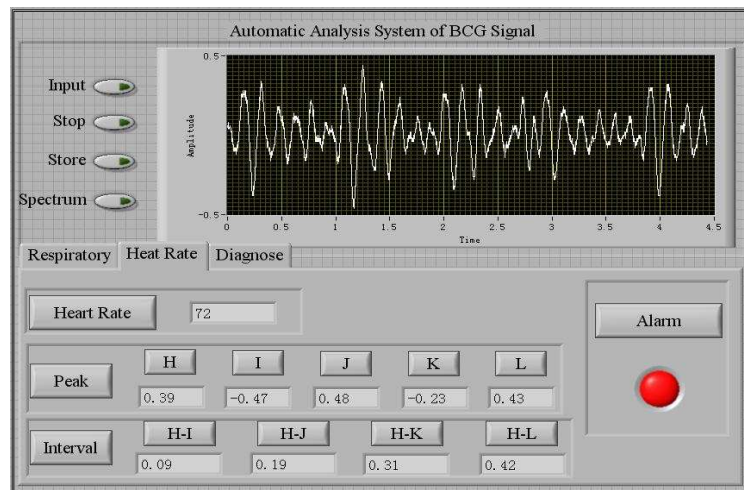 Automatic Analysis System of BCG Signal
Input
Stop
Store
Spectrum
Amplitude
0.5
-0.5
0 0.5 1 1.5 2 2.5 3 3.5 4 4.5
Time
Respiratory Heat Rate Diagnose
Heart Rate 72
Alarm
Peak
H I J K L
0.39 -0.47 0.48 -0.23 0.43
Interval
H-I H-J H-K H-L
0.09 0.19 0.31 0.42